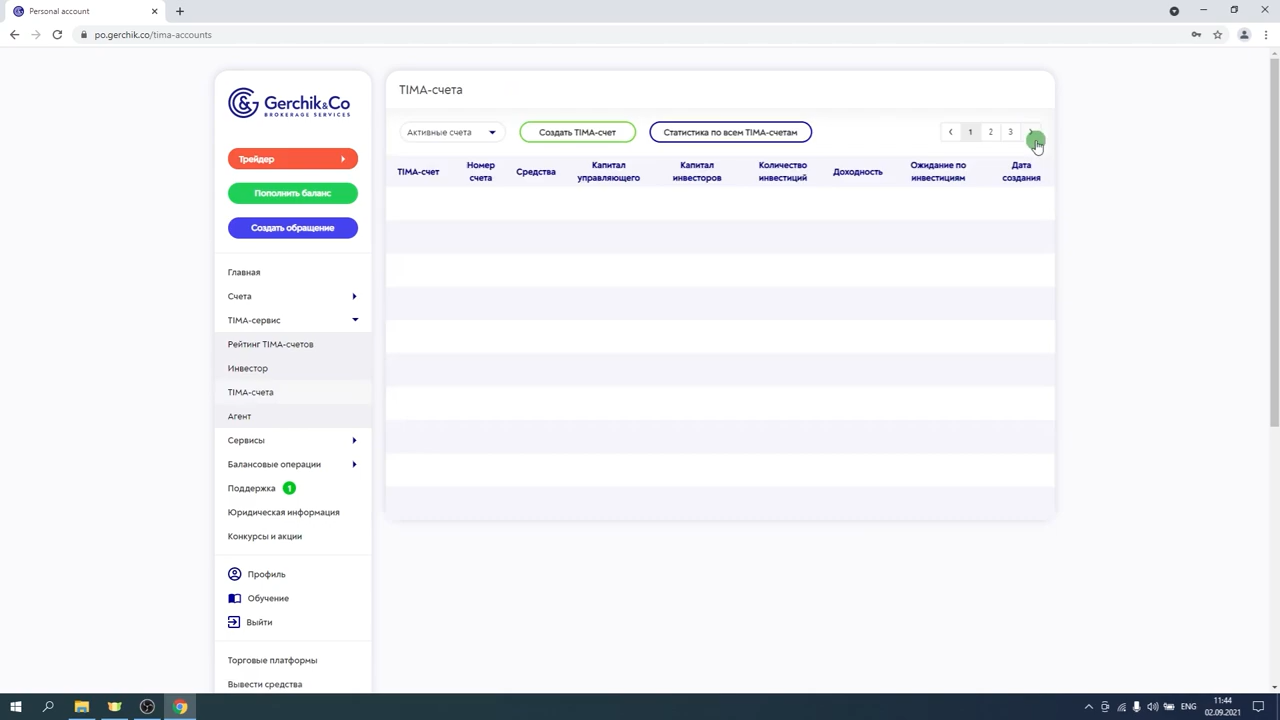 Personal account
po.gerchik.co/tima-accounts
Gerchik&Co
BROKERAGE SERVICES
Трейдер
Пополнить баланс
Создать обращение
Главная
Счета
TIMA-сервис
Рейтинг TIMA-счетов
Инвестор
TIMA-счета
Агент
Сервисы
Балансовые операции
Поддержка 1
Юридическая информация
Конкурсы и акции
Профиль
Обучение
Выйти
Торговые платформы
Вывести средства
TIMA-счета
Активные счета
Создать TIMA-счет
Статистика по всем TIMA-счетам
1 2 3
TIMA-счет
Номер
счета
Средства
Капитал
управляющего
Капитал
инвесторов
Количество
инвестиций
Доходность
Ожидание по
инвестициям
Дата
создания
ENG
11:44
02.09.2021